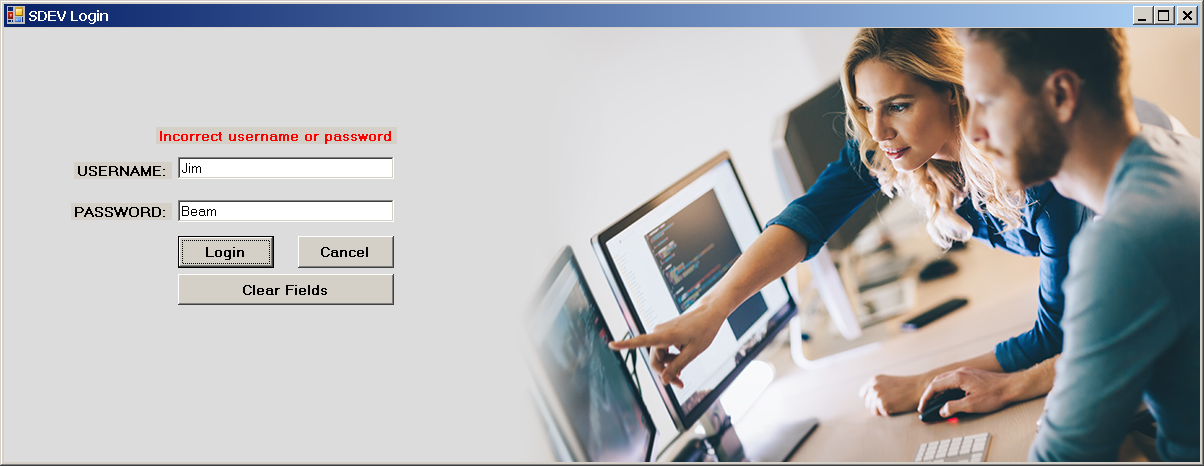 SDEV Login
Incorrect username or password
USERNAME: Jim
PASSWORD: Beam
Login Cancel
Clear Fields